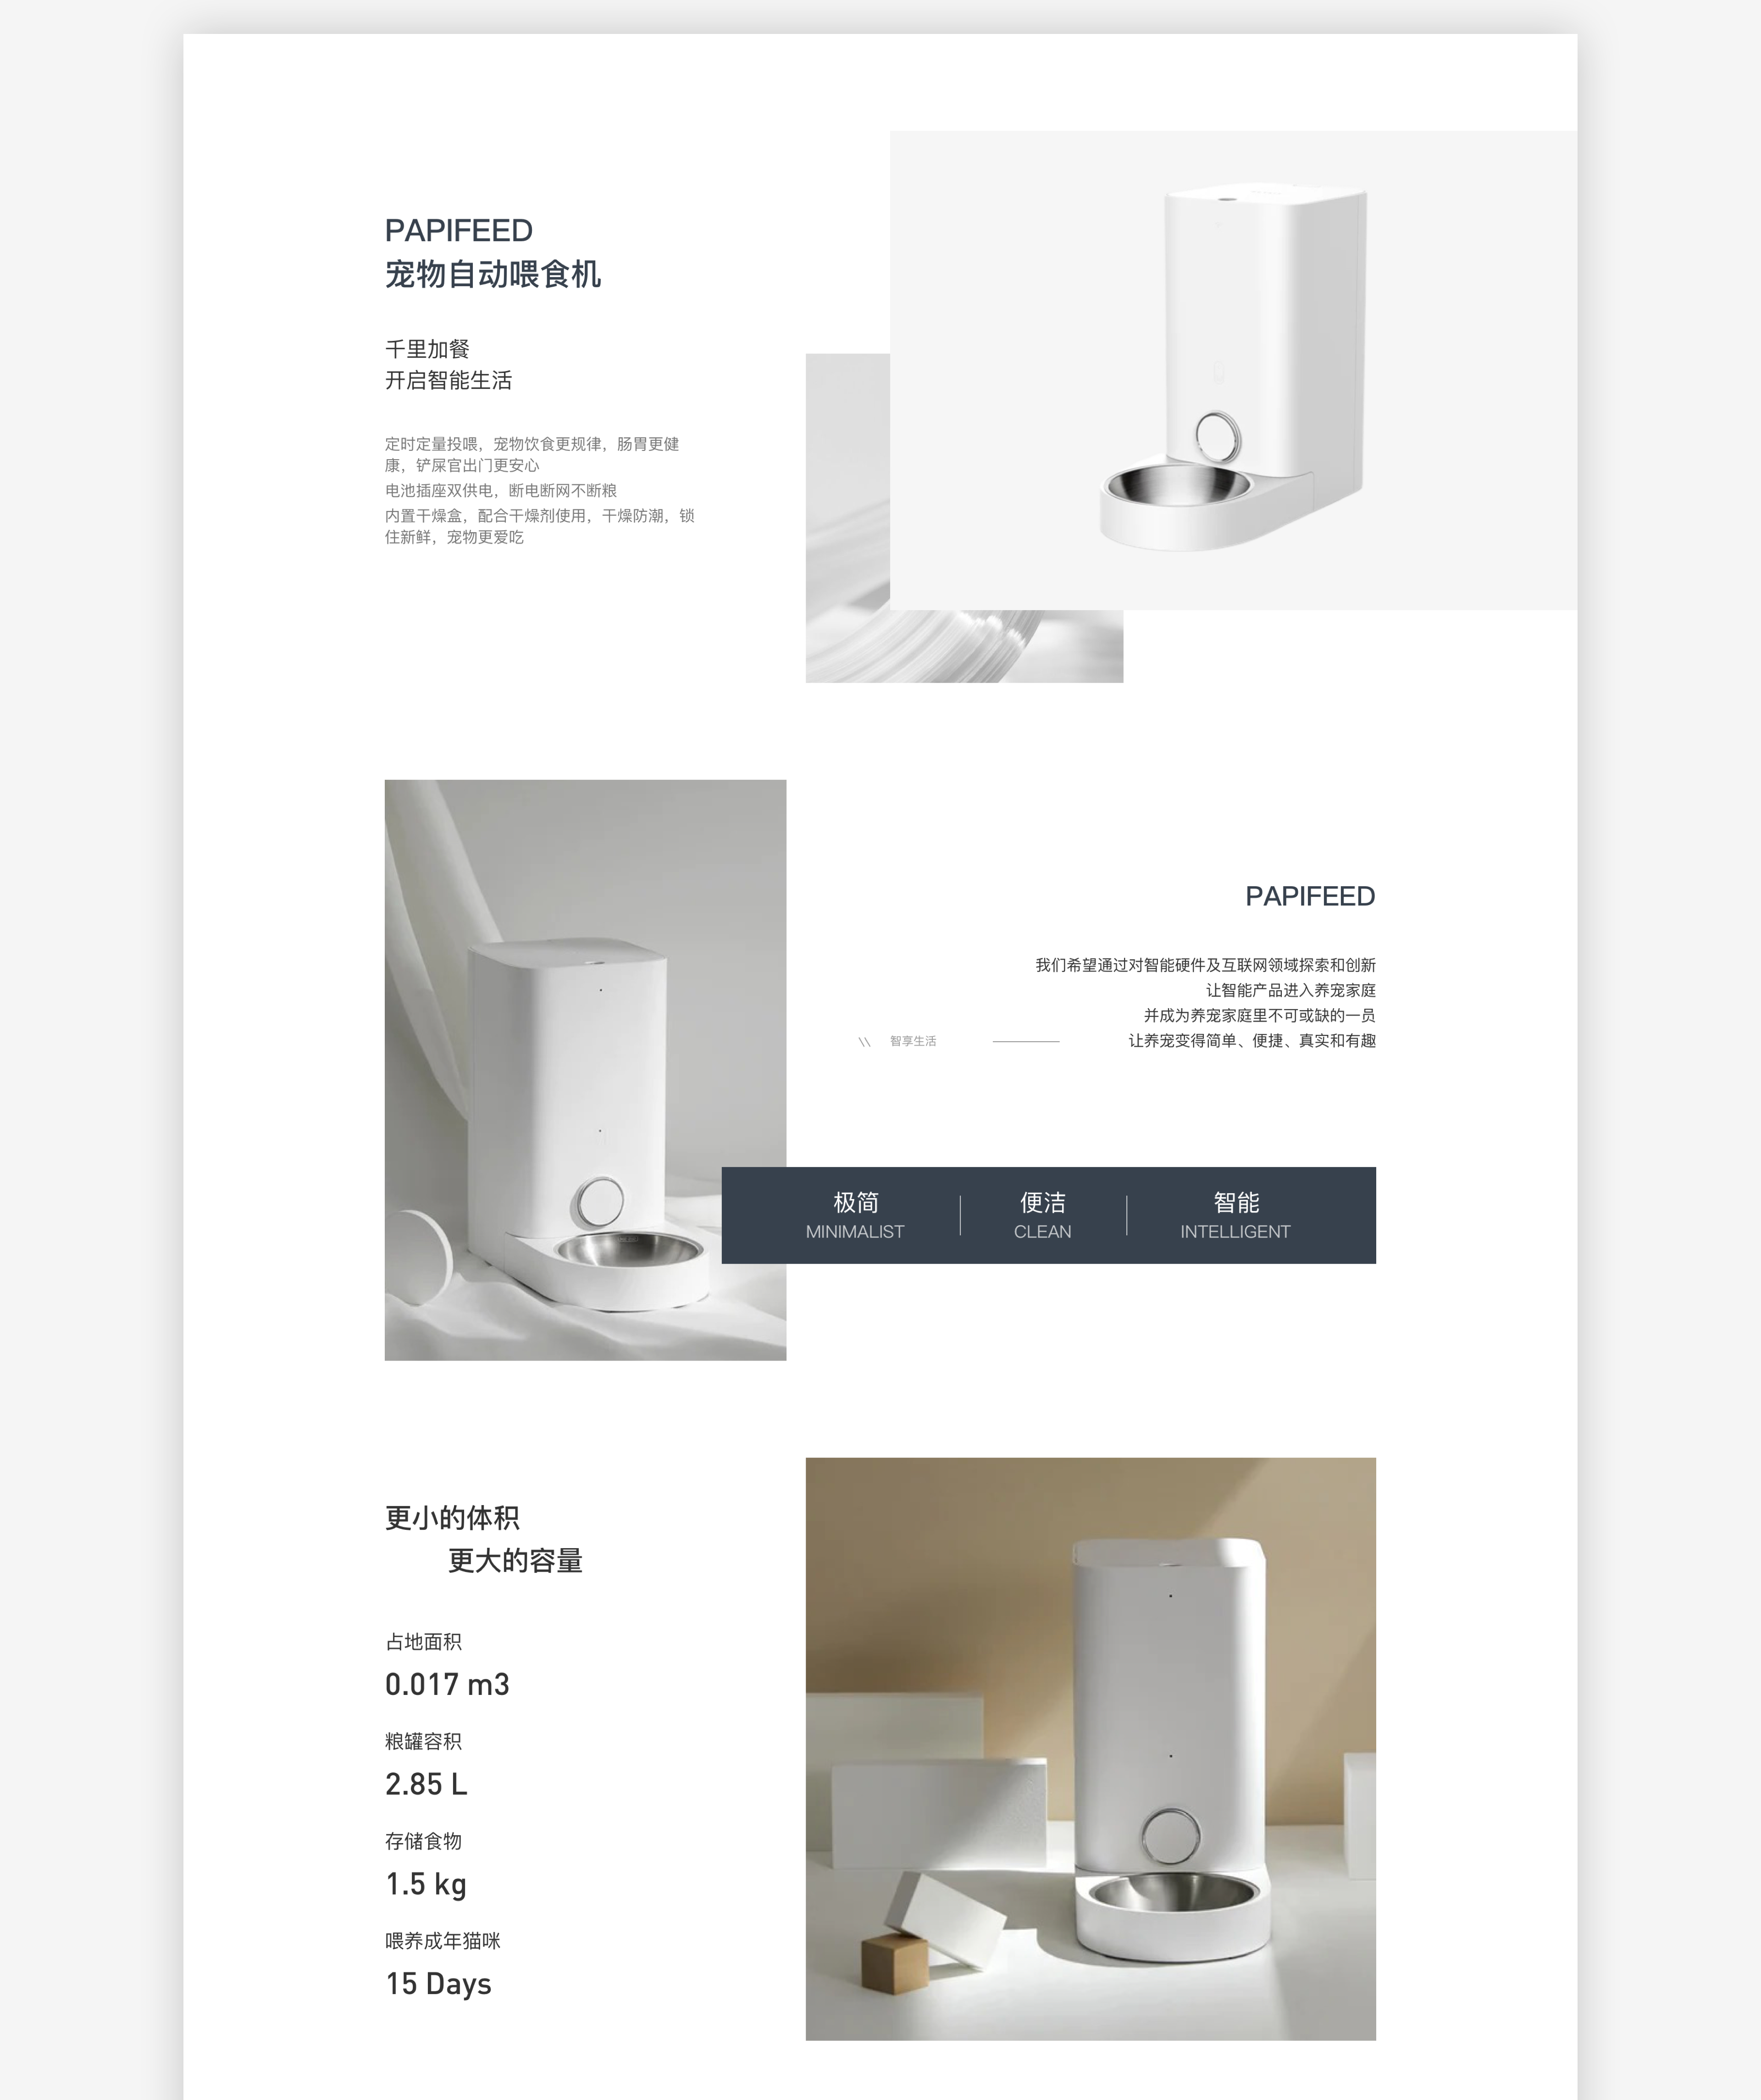 PAPIFEED
宠物自动喂食机
千里加餐
开启智能生活
定时定量投喂，宠物饮食更规律，肠胃更健
康，铲屎官出门更安心
电池插座双供电，断电断网不断粮
内置干燥盒，配合干燥剂使用，干燥防潮，锁
住新鲜，宠物更爱吃
PAPIFEED
我们希望通过对智能硬件及互联网领域探索和创新
让智能产品进入养宠家庭
并成为养宠家庭里不可或缺的一员
\\ 智享生活
让养宠变得简单、便捷、真实和有趣
极简
MINIMALIST
便洁
CLEAN
智能
INTELLIGENT
更小的体积
更大的容量
占地面积
0.017 m3
粮罐容积
2.85 L
存储食物
1.5 kg
喂养成年猫咪
15 Days